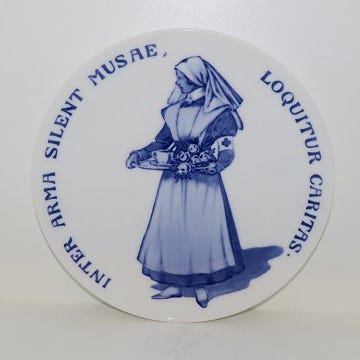 INTER ARMA SILENT MUSAE,
LOQUITUR CARITAS.